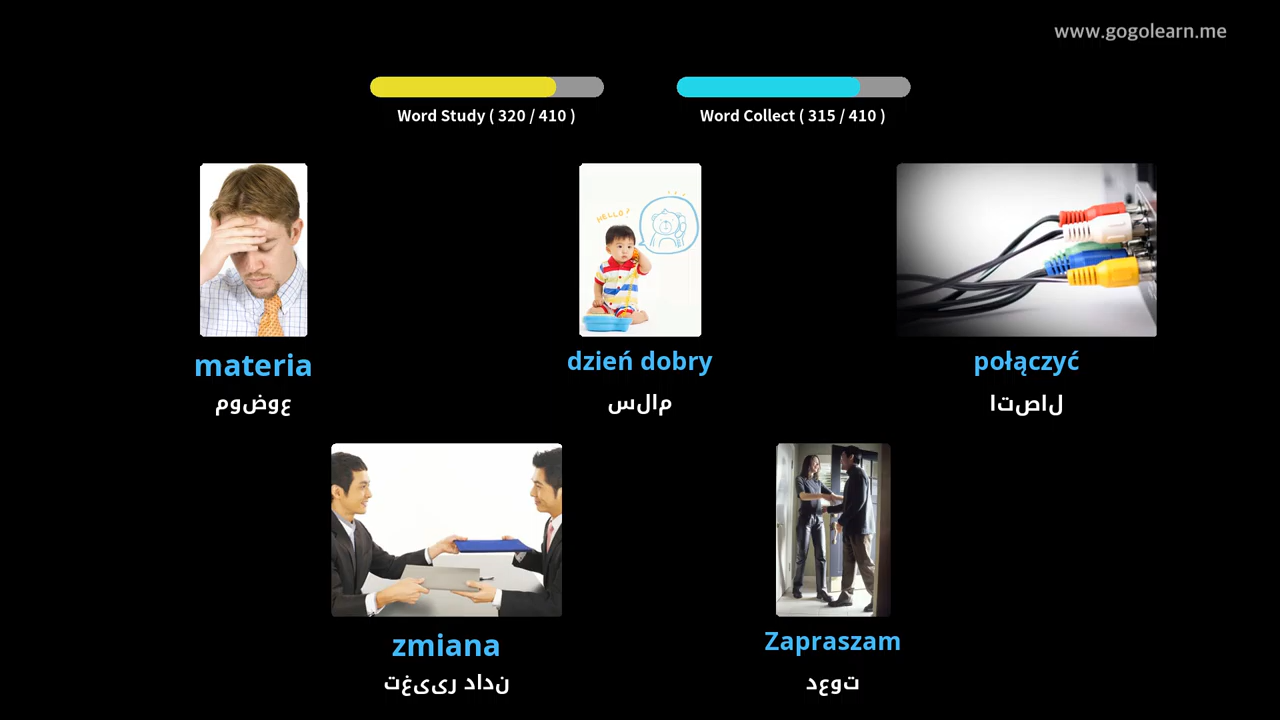 www.gogolearn.me
Word Study ( 320 / 410 )
Word Collect ( 315 / 410 )
HELLO?
materia
dzień dobry
połączyć
عوضوم
مالس
لاصتا
zmiana
Zapraszam
نداد رییغت
توعد